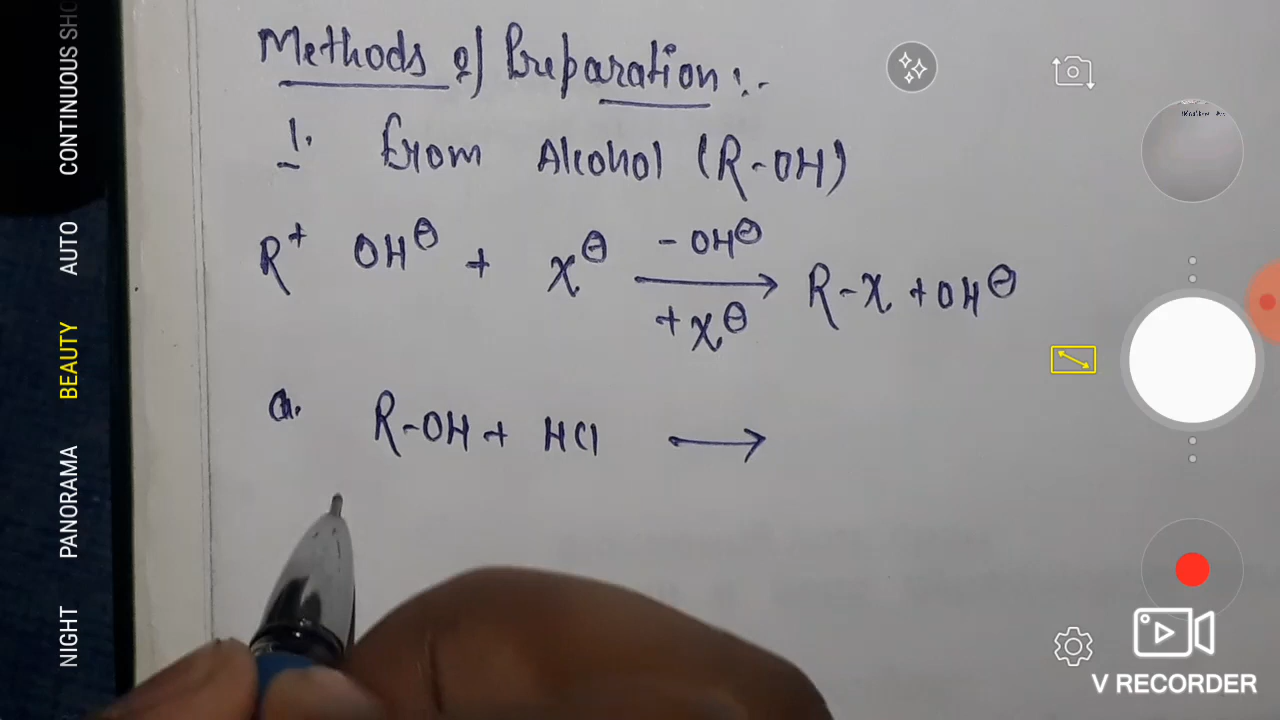 Methods of Preparation :-
1. From Alcohol (R-OH)
R⁺ OH⊖ + X⊖ —-OH⊖/+X⊖→ R-X + OH⊖
a. R-OH + HCl →
CONTINUOUS SHO
AUTO
BEAUTY
PANORAMA
NIGHT
V RECORDER